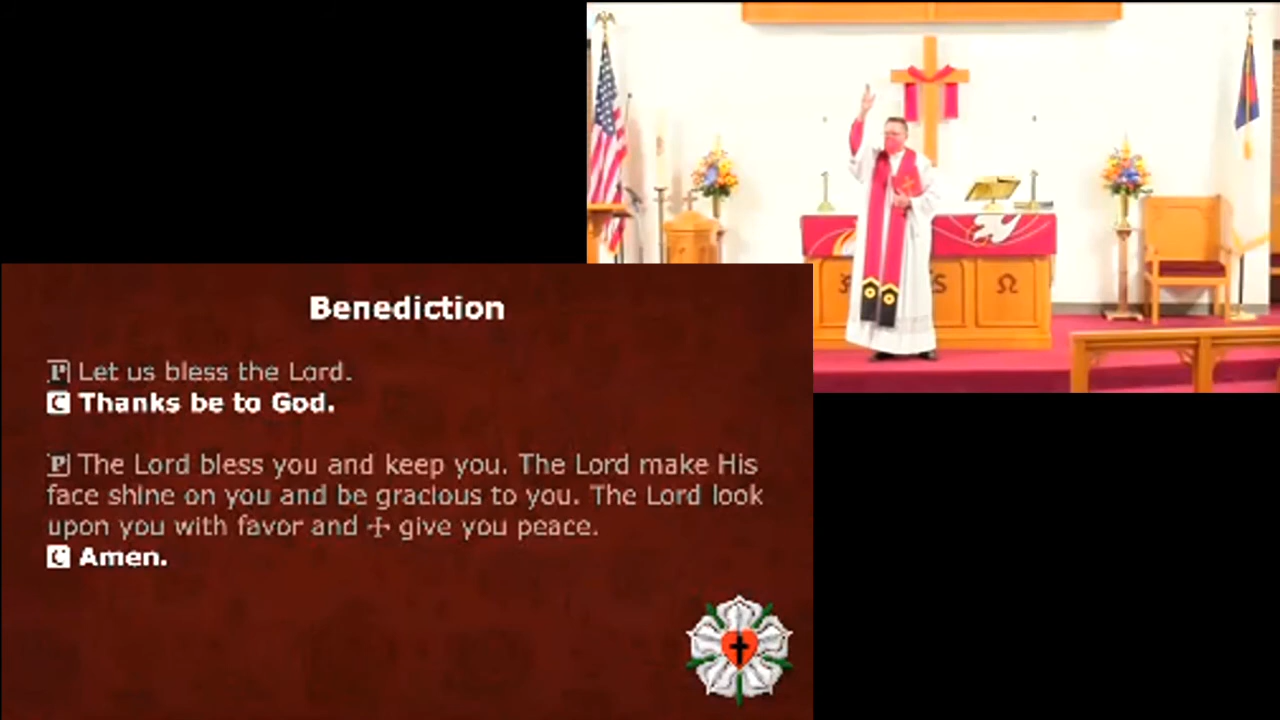 Benediction
P Let us bless the Lord.
C Thanks be to God.
P The Lord bless you and keep you. The Lord make His
face shine on you and be gracious to you. The Lord look
upon you with favor and ☩ give you peace.
C Amen.
Ω